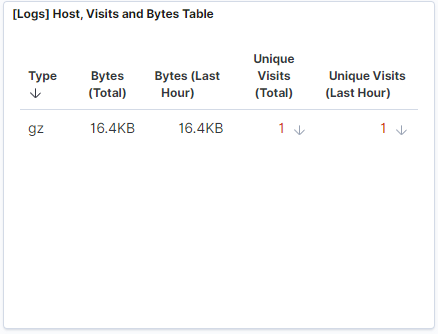 [Logs] Host, Visits and Bytes Table
Type ↓
Bytes (Total)
Bytes (Last Hour)
Unique Visits (Total)
Unique Visits (Last Hour)
gz 16.4KB 16.4KB 1 ↓ 1 ↓